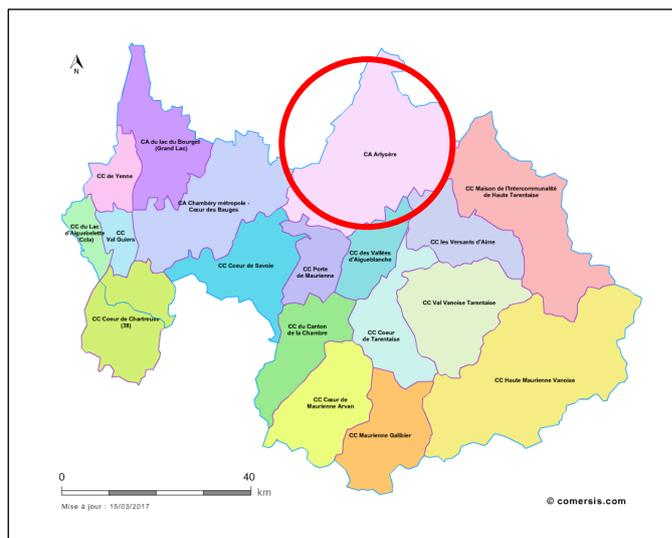 N
CA du lac du Bourget
(Grand Lac)
CA Arlysère
CC de Yenne
CC Maison de l'Intercommunalité
de Haute Tarentaise
CA Chambéry métropole -
Cœur des Bauges
CC du Lac
d'Aiguebelette
(Ccla)
CC
Val Guiers
CC les Versants d'Aime
CC des Vallées
d'Aigueblanche
CC Coeur de Savoie
CC Porte
de Maurienne
CC Val Vanoise Tarentaise
CC Coeur de Chartreuse
(38)
CC du Canton
de la Chambre
CC Coeur
de Tarentaise
CC Haute Maurienne Vanoise
CC Cœur de
Maurienne Arvan
CC Maurienne Galibier
0 40
km
Mise à jour : 15/03/2017
© comersis.com